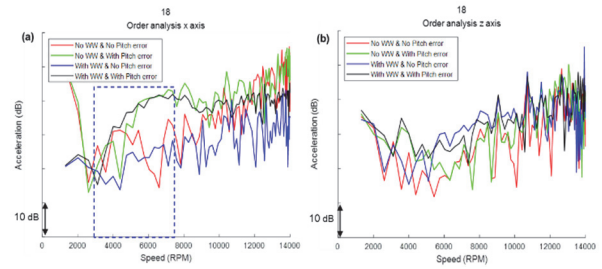 18
Order analysis x axis
(a)
No WW & No Pitch error
No WW & With Pitch error
With WW & No Pitch error
With WW & With Pitch error
Acceleration (dB)
10 dB
0 2000 4000 6000 8000 10000 12000 14000
Speed (RPM)
18
Order analysis z axis
(b)
No WW & No Pitch error
No WW & With Pitch error
With WW & No Pitch error
With WW & With Pitch error
Acceleration (dB)
10 dB
0 2000 4000 6000 8000 10000 12000 14000
Speed (RPM)